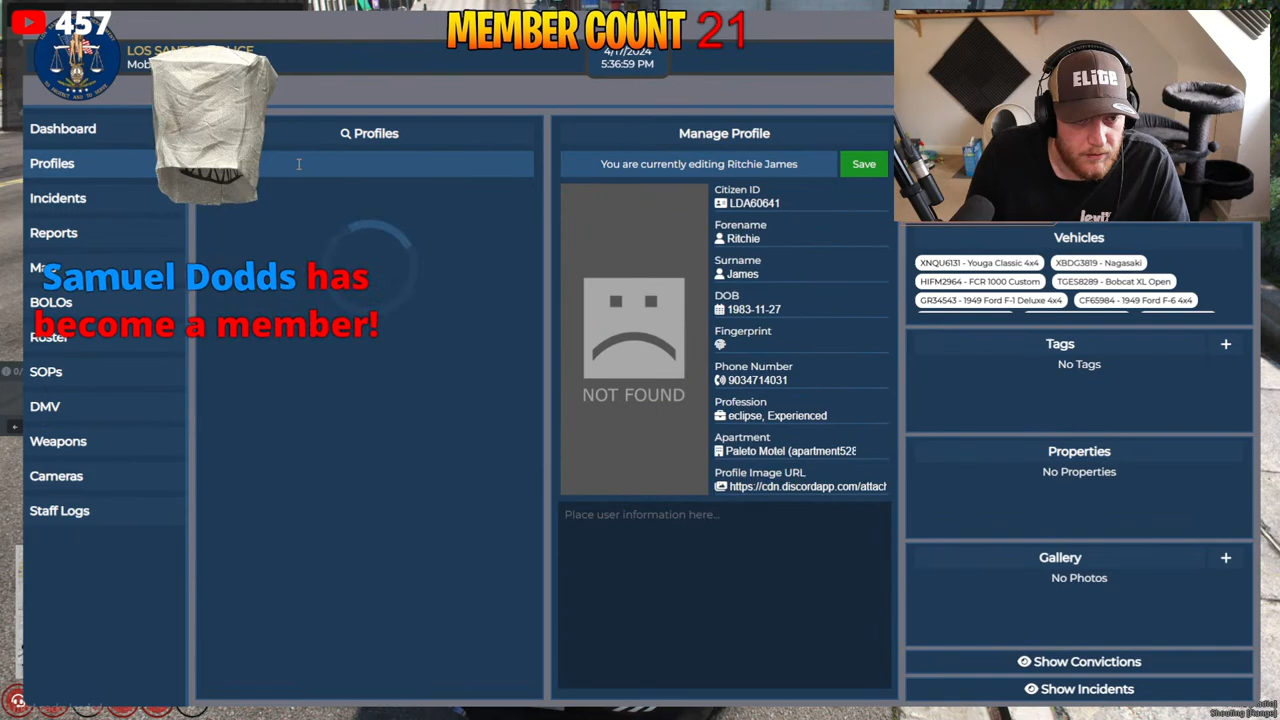 457
MEMBER COUNT 21
4/17/2024
5:36:59 PM
LOS SANTOS POLICE
Dashboard
Profiles
Incidents
Reports
BOLOs
Roster
SOPs
DMV
Weapons
Cameras
Staff Logs
Samuel Dodds has
become a member!
Profiles
Manage Profile
You are currently editing Ritchie James
Save
NOT FOUND
Citizen ID
LDA60641
Forename
Ritchie
Surname
James
DOB
1983-11-27
Fingerprint
Phone Number
9034714031
Profession
eclipse, Experienced
Apartment
Paleto Motel (apartment528
Profile Image URL
https://cdn.discordapp.com/attach
Place user information here...
ELITE
Vehicles
XNQU6131 - Youga Classic 4x4
XBDG3819 - Nagasaki
HIFM2964 - FCR 1000 Custom
TGES8289 - Bobcat XL Open
GR34543 - 1949 Ford F-1 Deluxe 4x4
CF65984 - 1949 Ford F-6 4x4
Tags
+
No Tags
Properties
No Properties
Gallery
+
No Photos
Show Convictions
Show Incidents